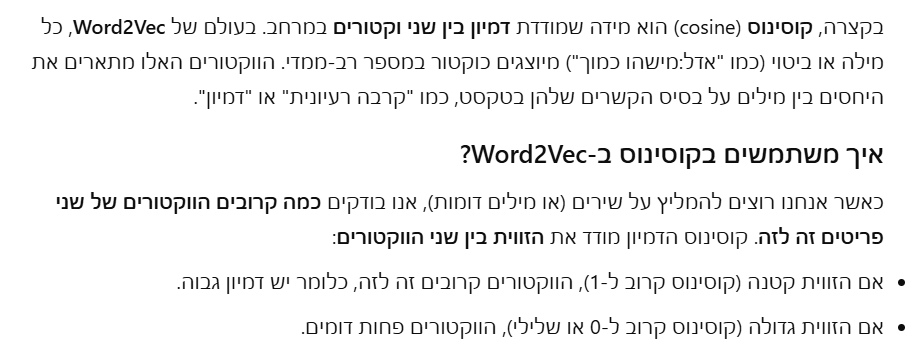 בקצרה, קוסינוס (cosine) הוא מידה שמודדת דמיון בין שני וקטורים במרחב. בעולם של Word2Vec, כל
מילה או ביטוי (כמו "אדל:מישהו כמוך") מיוצגים כוקטור במספר רב-ממדי. הווקטורים האלו מתארים את
היחסים בין מילים על בסיס הקשרים שלהן בטקסט, כמו "קרבה רעיונית" או "דמיון".
איך משתמשים בקוסינוס ב-Word2Vec?
כאשר אנחנו רוצים להמליץ על שירים (או מילים דומות), אנו בודקים כמה קרובים הווקטורים של שני
פריטים זה לזה. קוסינוס הדמיון מודד את הזווית בין שני הווקטורים:
• אם הזווית קטנה (קוסינוס קרוב ל-1), הווקטורים קרובים זה לזה, כלומר יש דמיון גבוה.
• אם הזווית גדולה (קוסינוס קרוב ל-0 או שלילי), הווקטורים פחות דומים.